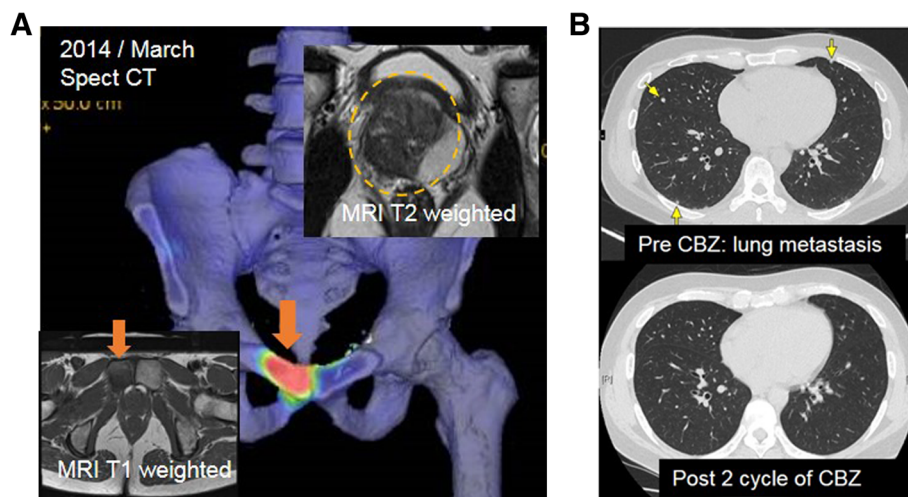 A
2014 / March
Spect CT
x 50.0 cm
MRI T2 weighted
MRI T1 weighted
B
Pre CBZ: lung metastasis
Post 2 cycle of CBZ